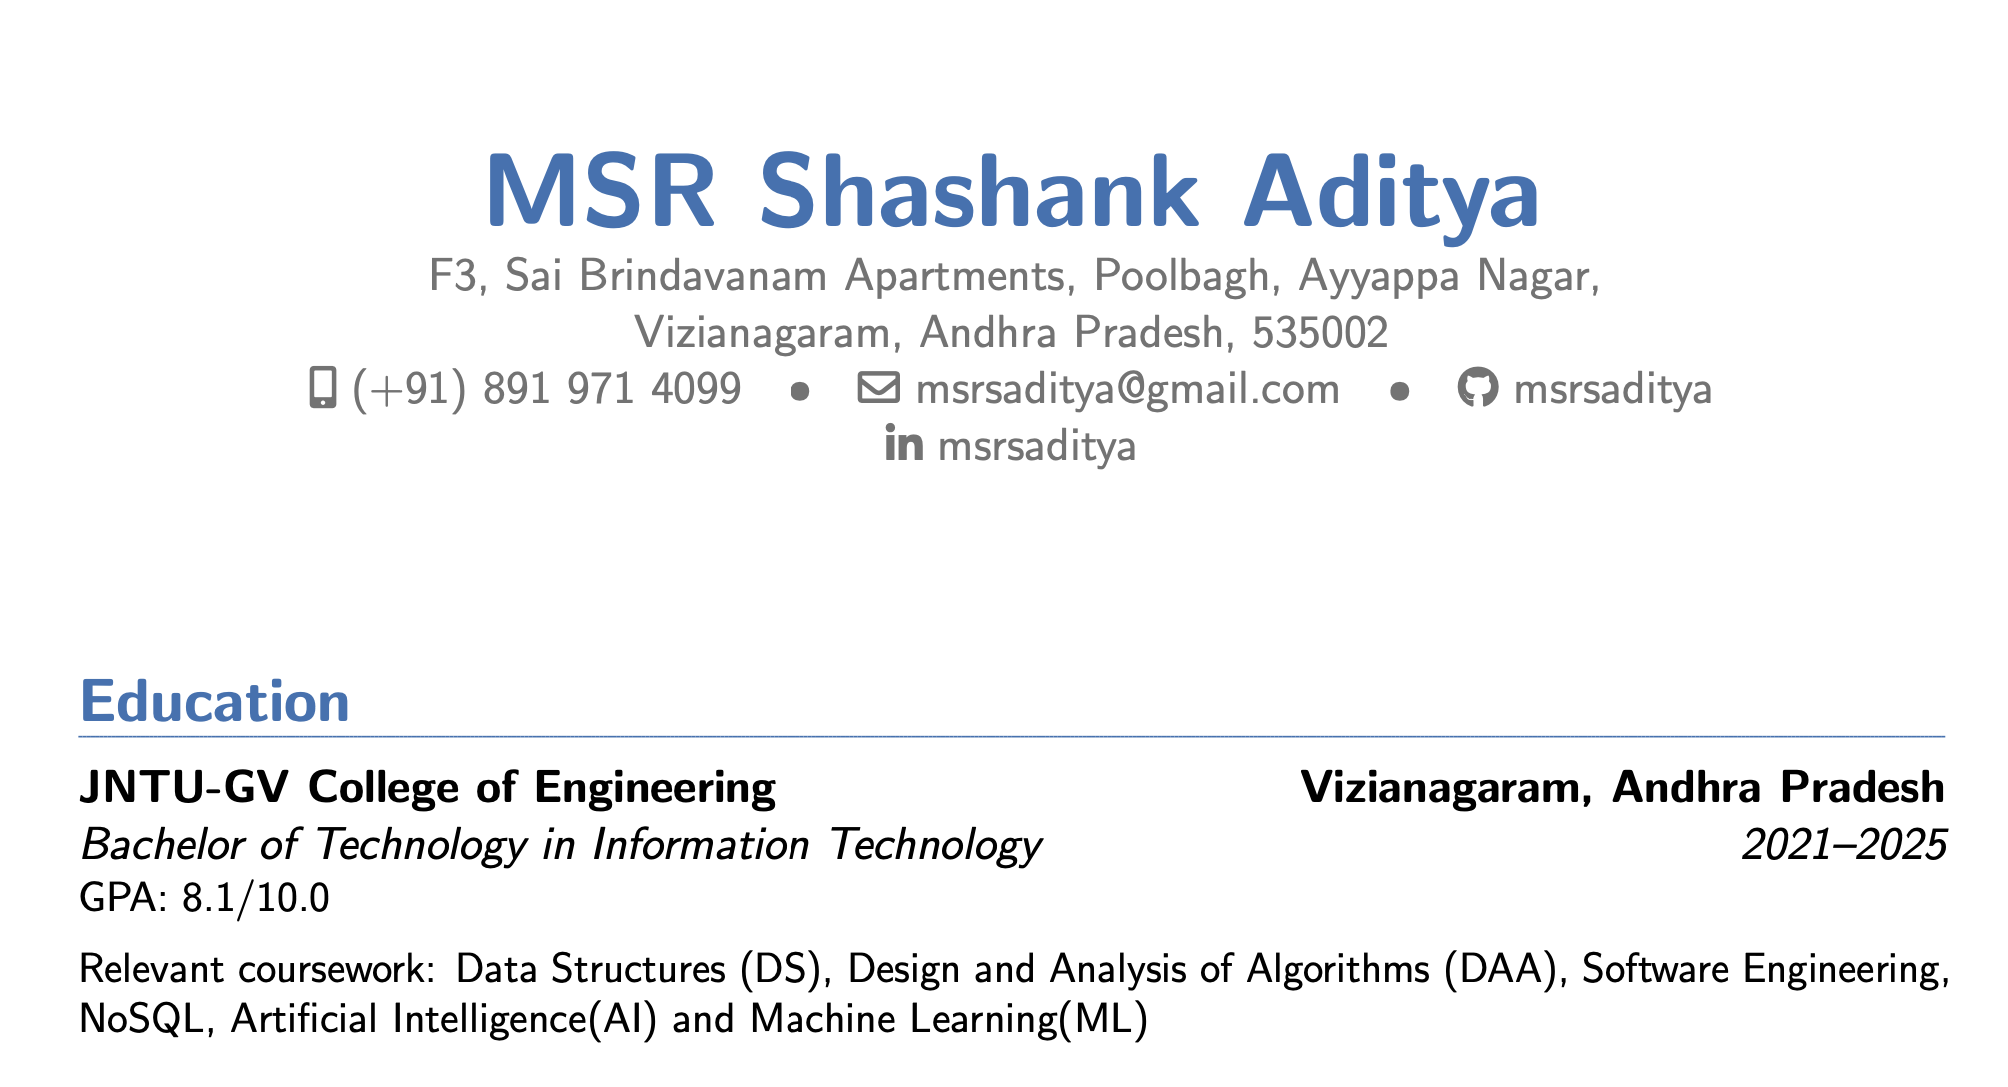 MSR Shashank Aditya
F3, Sai Brindavanam Apartments, Poolbagh, Ayyappa Nagar,
Vizianagaram, Andhra Pradesh, 535002
(+91) 891 971 4099 • msrsaditya@gmail.com • msrsaditya
in msrsaditya
Education
JNTU-GV College of Engineering Vizianagaram, Andhra Pradesh
Bachelor of Technology in Information Technology 2021–2025
GPA: 8.1/10.0
Relevant coursework: Data Structures (DS), Design and Analysis of Algorithms (DAA), Software Engineering,
NoSQL, Artificial Intelligence(AI) and Machine Learning(ML)